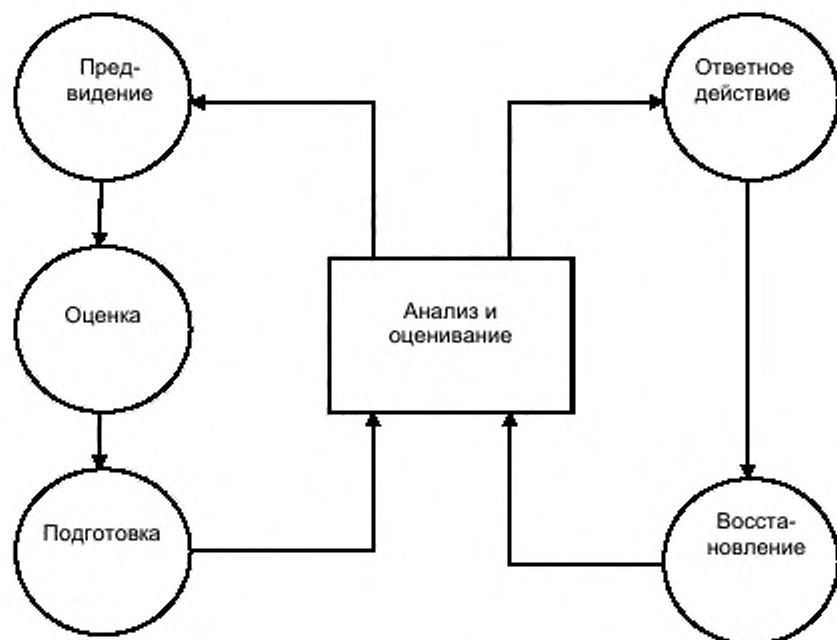 Пред-
видение
Ответное
действие
Оценка
Анализ и
оценивание
Подготовка
Восста-
новление